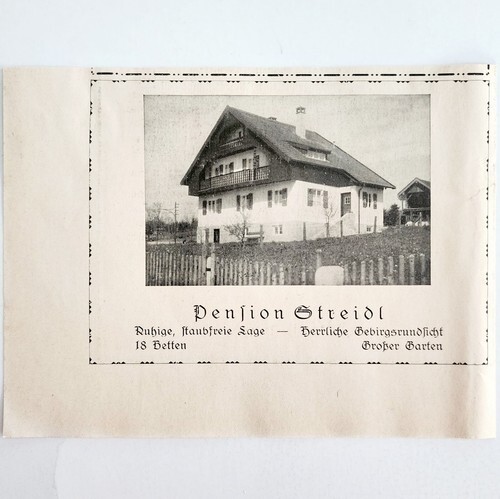 Pension Streidl
Ruhige, staubfreie Lage — Herrliche Gebirgsrundsicht
18 Betten Großer Garten